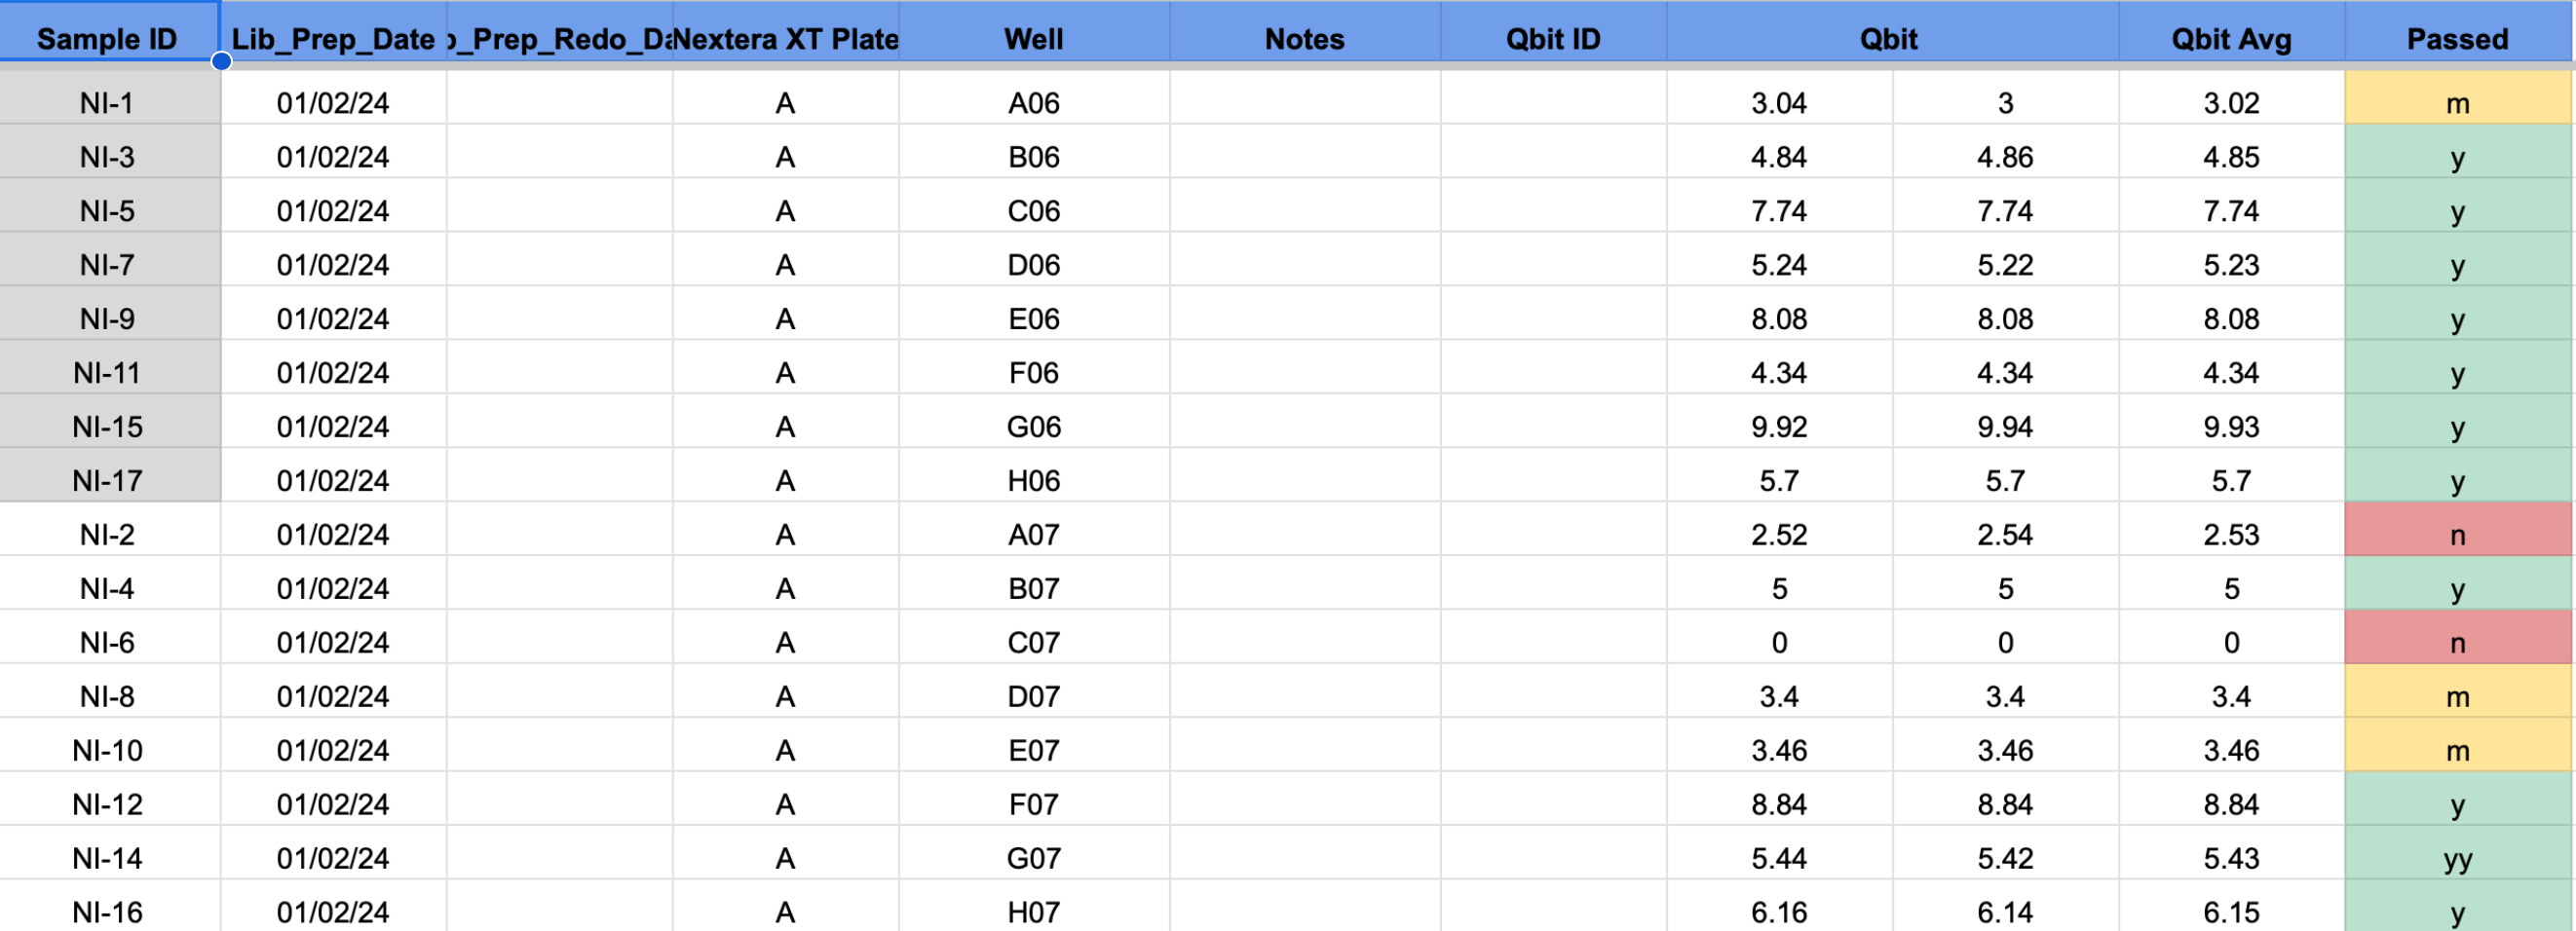 Sample ID Lib_Prep_Date _Prep_Redo_Da Nextera XT Plate Well Notes Qbit ID Qbit Qbit Avg Passed
NI-1 01/02/24 A A06 3.04 3 3.02 m
NI-3 01/02/24 A B06 4.84 4.86 4.85 y
NI-5 01/02/24 A C06 7.74 7.74 7.74 y
NI-7 01/02/24 A D06 5.24 5.22 5.23 y
NI-9 01/02/24 A E06 8.08 8.08 8.08 y
NI-11 01/02/24 A F06 4.34 4.34 4.34 y
NI-15 01/02/24 A G06 9.92 9.94 9.93 y
NI-17 01/02/24 A H06 5.7 5.7 5.7 y
NI-2 01/02/24 A A07 2.52 2.54 2.53 n
NI-4 01/02/24 A B07 5 5 5 y
NI-6 01/02/24 A C07 0 0 0 n
NI-8 01/02/24 A D07 3.4 3.4 3.4 m
NI-10 01/02/24 A E07 3.46 3.46 3.46 m
NI-12 01/02/24 A F07 8.84 8.84 8.84 y
NI-14 01/02/24 A G07 5.44 5.42 5.43 yy
NI-16 01/02/24 A H07 6.16 6.14 6.15 y